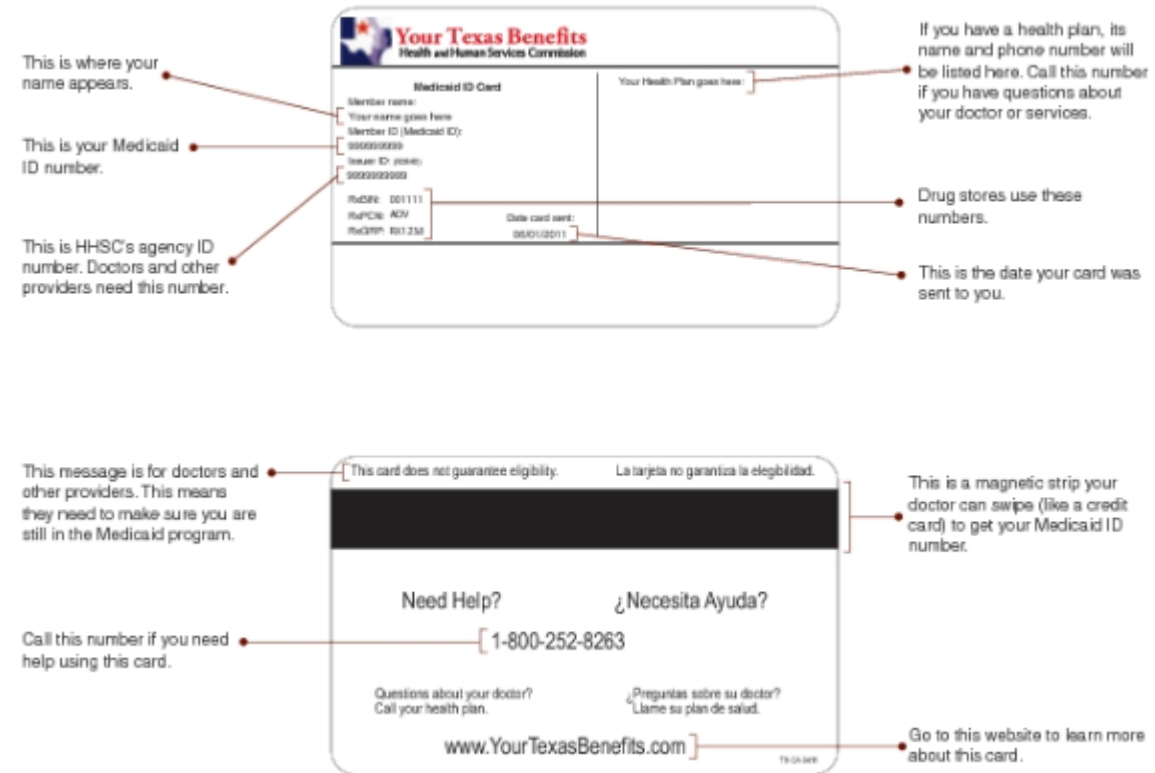 Your Texas Benefits
Health and Human Services Commission
This is where your
name appears.
This is your Medicaid
ID number.
This is HHSC's agency ID
number. Doctors and other
providers need this number.
Medicaid ID Card
Member name:
Your name goes here
Member ID (Medicaid ID):
999999999
Issuer ID:
9999999999
RxBIN: 001111
RxPCN: ADV
RxGRP:
Date card sent:
08/01/2011
Your Health Plan goes here:
If you have a health plan, its
name and phone number will
be listed here. Call this number
if you have questions about
your doctor or services.
Drug stores use these
numbers.
This is the date your card was
sent to you.
This message is for doctors and
other providers. This means
they need to make sure you are
still in the Medicaid program.
Call this number if you need
help using this card.
This card does not guarantee eligibility.
La tarjeta no garantiza la elegibilidad.
Need Help?
¿Necesita Ayuda?
1-800-252-8263
Questions about your doctor?
Call your health plan.
¿Preguntas sobre su doctor?
Llame su plan de salud.
www.YourTexasBenefits.com
This is a magnetic strip your
doctor can swipe (like a credit
card) to get your Medicaid ID
number.
Go to this website to learn more
about this card.